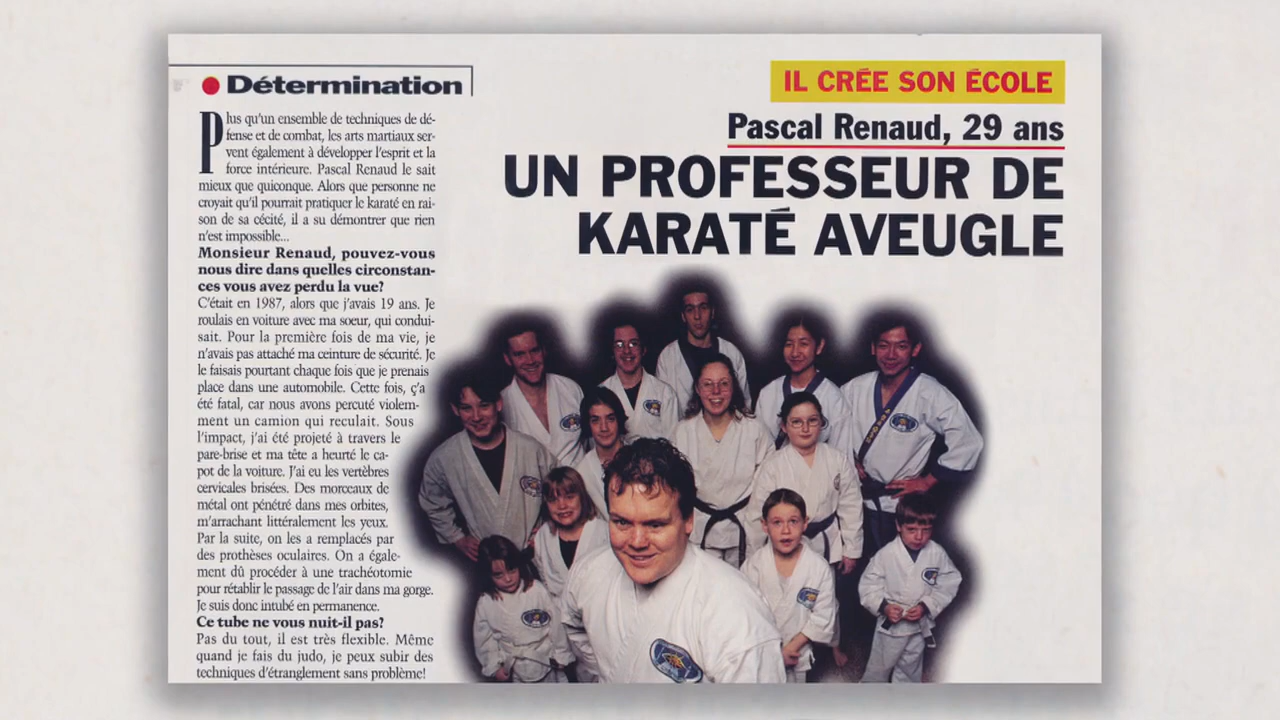 Détermination
Plus qu'un ensemble de techniques de dé-
fense et de combat, les arts martiaux ser-
vent également à développer l'esprit et la
force intérieure. Pascal Renaud le sait
mieux que quiconque. Alors que personne ne
croyait qu'il pourrait pratiquer le karaté en rai-
son de sa cécité, il a su démontrer que rien
n'est impossible...
Monsieur Renaud, pouvez-vous
nous dire dans quelles circonstan-
ces vous avez perdu la vue?
C'était en 1987, alors que j'avais 19 ans. Je
roulais en voiture avec ma soeur, qui condui-
sait. Pour la première fois de ma vie, je
n'avais pas attaché ma ceinture de sécurité. Je
le faisais pourtant chaque fois que je prenais
place dans une automobile. Cette fois, ç'a
été fatal, car nous avons percuté violem-
ment un camion qui reculait. Sous
l'impact, j'ai été projeté à travers le
pare-brise et ma tête a heurté le ca-
pot de la voiture. J'ai eu les vertèbres
cervicales brisées. Des morceaux de
métal ont pénétré dans mes orbites,
m'arrachant littéralement les yeux.
Par la suite, on les a remplacés par
des prothèses oculaires. On a égale-
ment dû procéder à une trachéotomie
pour rétablir le passage de l'air dans ma gorge.
Je suis donc intubé en permanence.
Ce tube ne vous nuit-il pas?
Pas du tout, il est très flexible. Même
quand je fais du judo, je peux subir des
techniques d'étranglement sans problème!
IL CRÉE SON ÉCOLE
Pascal Renaud, 29 ans
UN PROFESSEUR DE
KARATÉ AVEUGLE